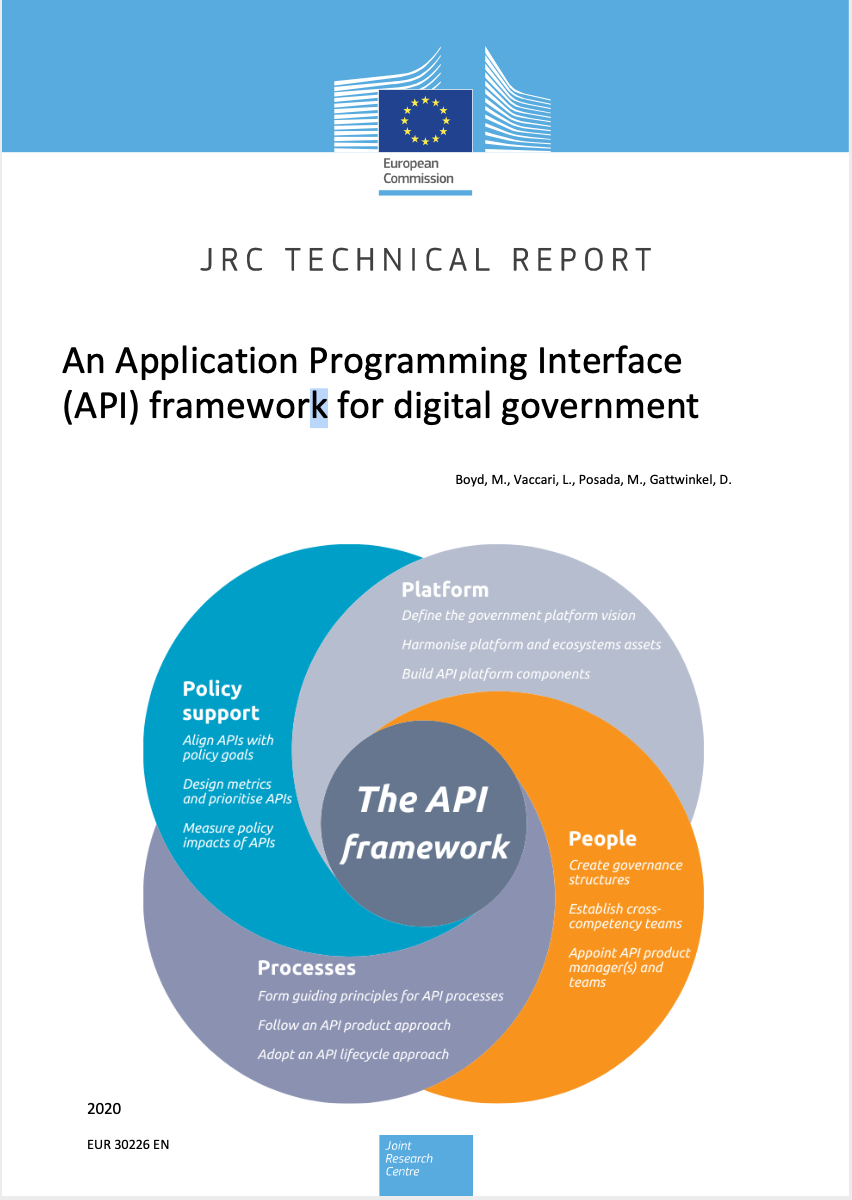 European
Commission
JRC TECHNICAL REPORT
An Application Programming Interface
(API) framework for digital government
Boyd, M., Vaccari, L., Posada, M., Gattwinkel, D.
Platform
Define the government platform vision
Harmonise platform and ecosystems assets
Build API platform components
Policy
support
Align APIs with
policy goals
Design metrics
and prioritise APIs
Measure policy
impacts of APIs
The API
framework
People
Create governance
structures
Establish cross-
competency teams
Appoint API product
manager(s) and
teams
Processes
Form guiding principles for API processes
Follow an API product approach
Adopt an API lifecycle approach
2020
EUR 30226 EN
Joint
Research
Centre